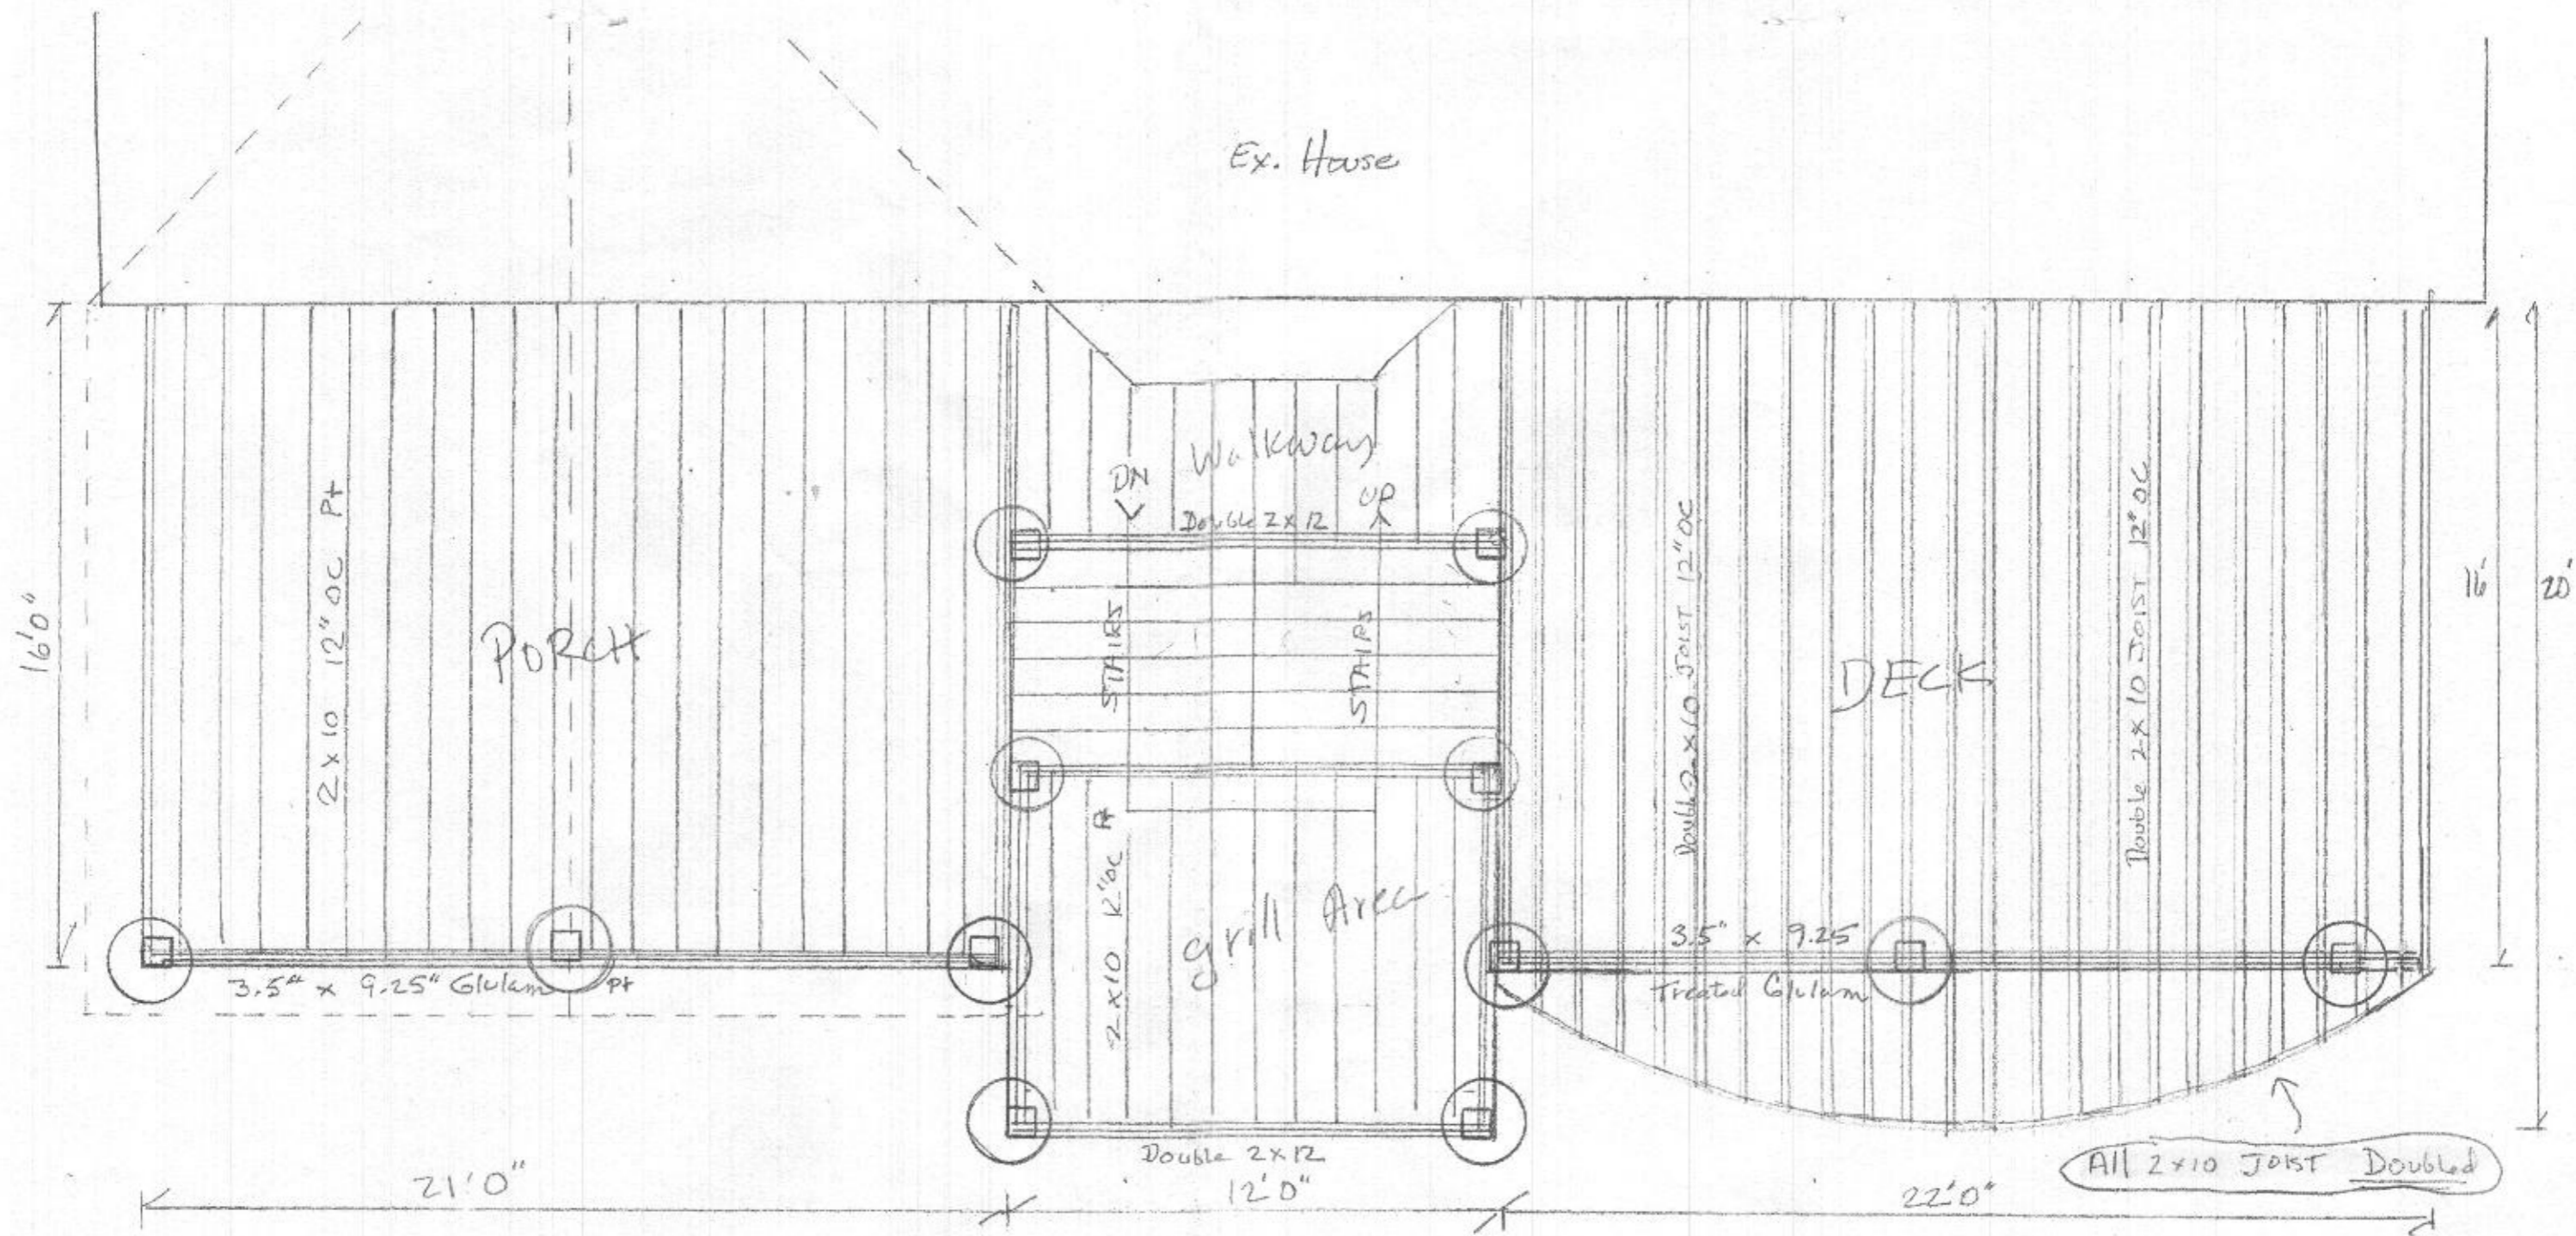 Ex. House
Walkway
DN
UP
Double 2x12
2x10 12" OC Pt
PORCH
STAIRS
STAIRS
Double 2x10 JOIST 12" OC
DECK
Double 2x10 JOIST 12" OC
16'0"
16'
20'
2x10 12" OC Pt
grill Area
3.5" x 9.25" Glulam Pt
3.5" x 9.25
Treated Glulam
Double 2x12
All 2x10 JOIST Doubled
21'0"
12'0"
22'0"